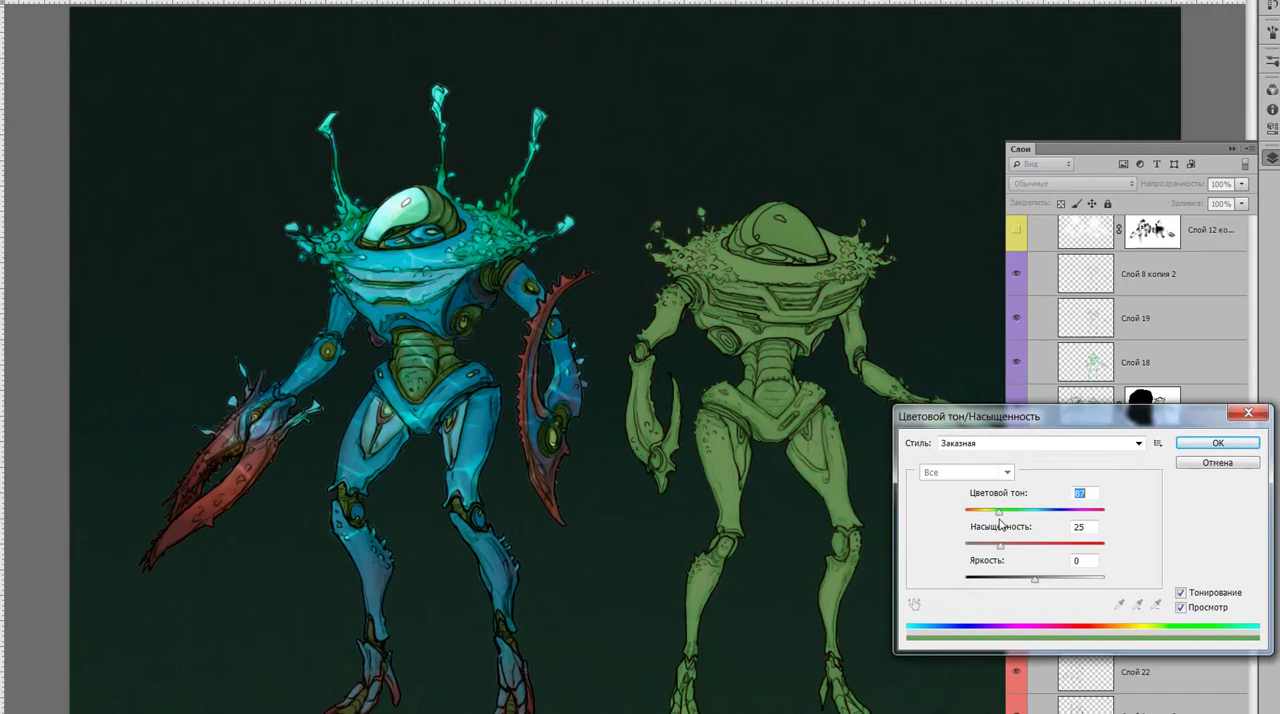 Слои
Вид
Обычные
Непрозрачность: 100%
Закрепить:
Заливка: 100%
Слой 12 ко...
Слой 8 копия 2
Слой 19
Слой 18
Цветовой тон/Насыщенность
Стиль: Заказная
OK
Отмена
Все
Цветовой тон: 87
Насыщенность: 25
Яркость: 0
Тонирование
Просмотр
Слой 22